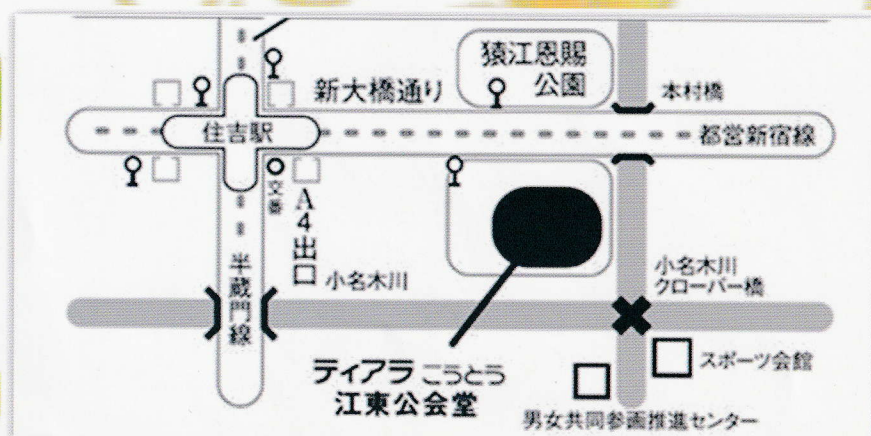 猿江恩賜
公園
新大橋通り
本村橋
住吉駅
都営新宿線
交番
A4出口
半蔵門線
小名木川
小名木川
クローバー橋
スポーツ会館
ティアラこうとう
江東公会堂
男女共同参画推進センター